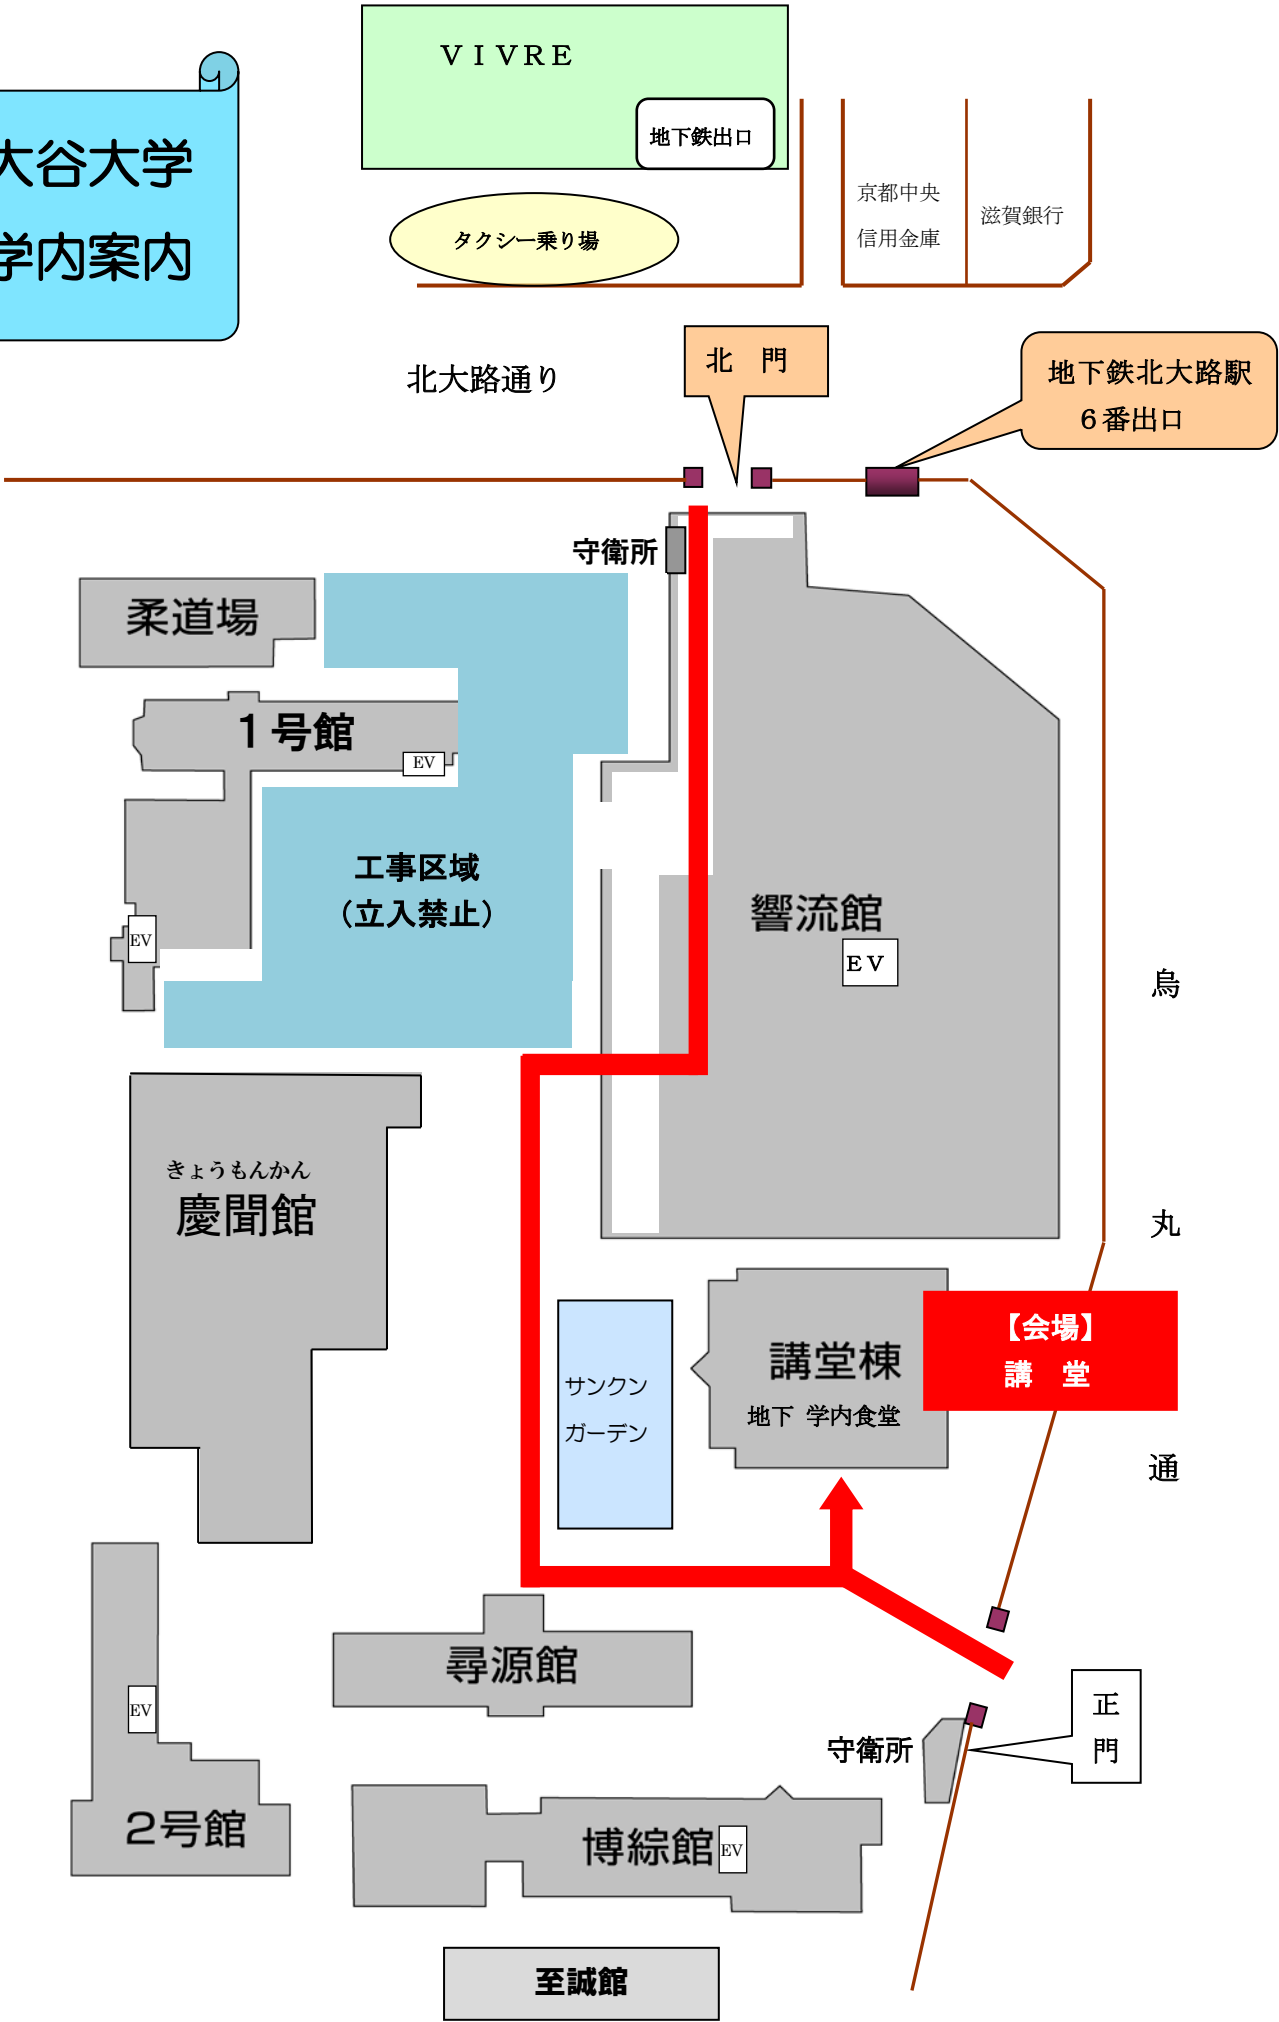 ＶＩＶＲＥ
地下鉄出口
大谷大学
学内案内
京都中央
信用金庫
滋賀銀行
タクシー乗り場
北大路通り
北　門
地下鉄北大路駅
６番出口
守衛所
柔道場
１号館
EV
工事区域
（立入禁止）
EV
響流館
ＥＶ
烏
丸
通
きょうもんかん
慶聞館
サンクン
ガーデン
講堂棟
地下 学内食堂
【会場】
講　堂
尋源館
EV
２号館
守衛所
正
門
博綜館
EV
至誠館